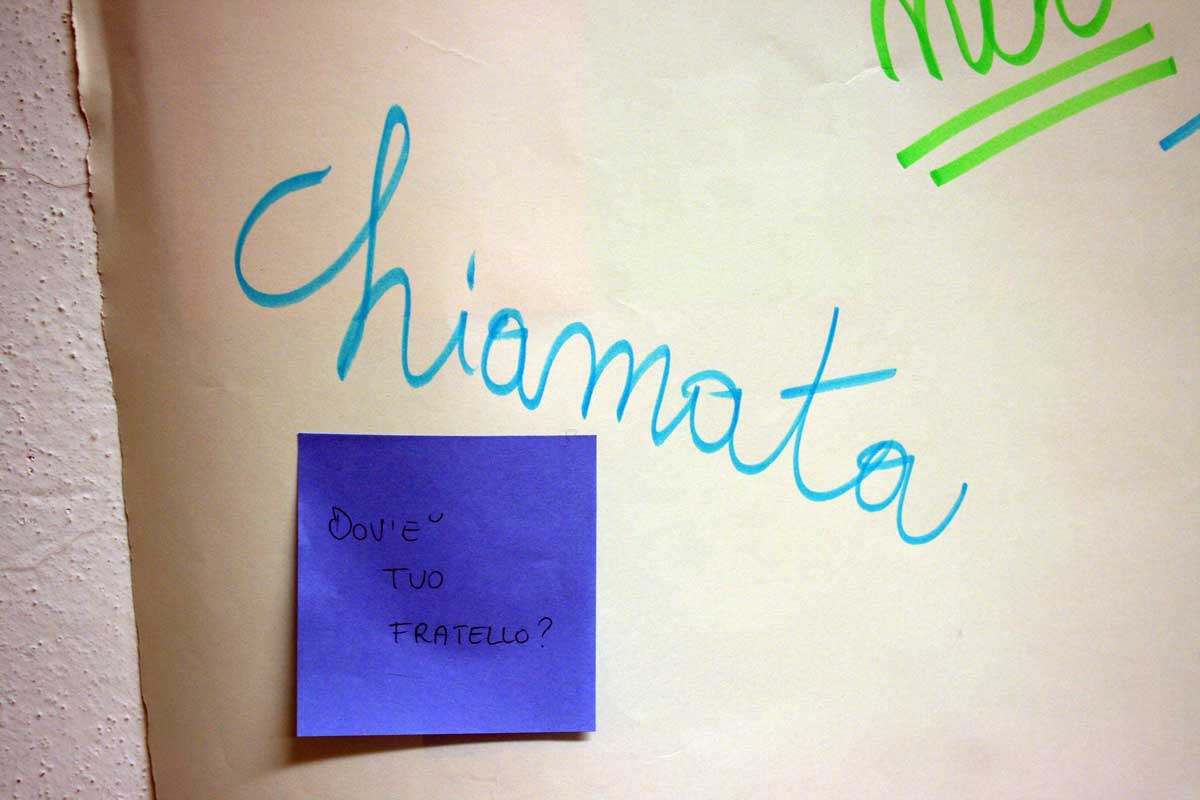 Chiamata
DOV'E˘
TUO
FRATELLO?